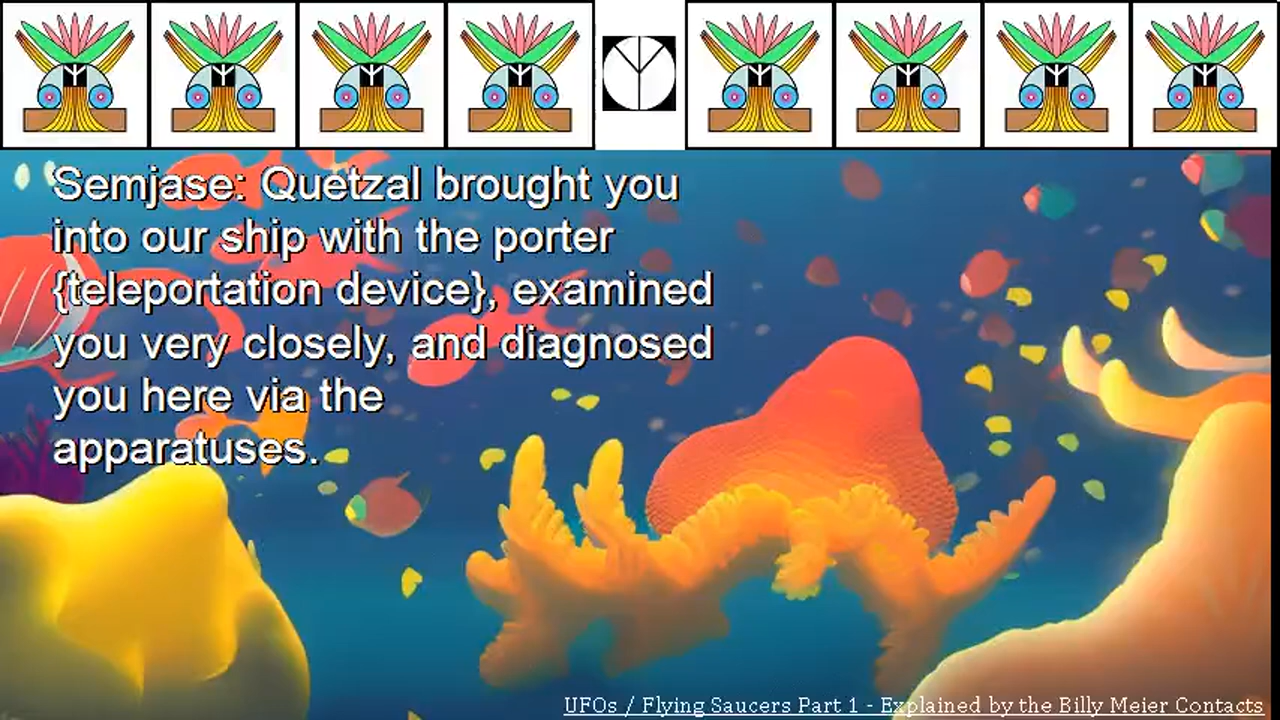 Semjase: Quetzal brought you
into our ship with the porter
{teleportation device}, examined
you very closely, and diagnosed
you here via the
apparatuses.
UFOs / Flying Saucers Part 1 - Explained by the Billy Meier Contacts